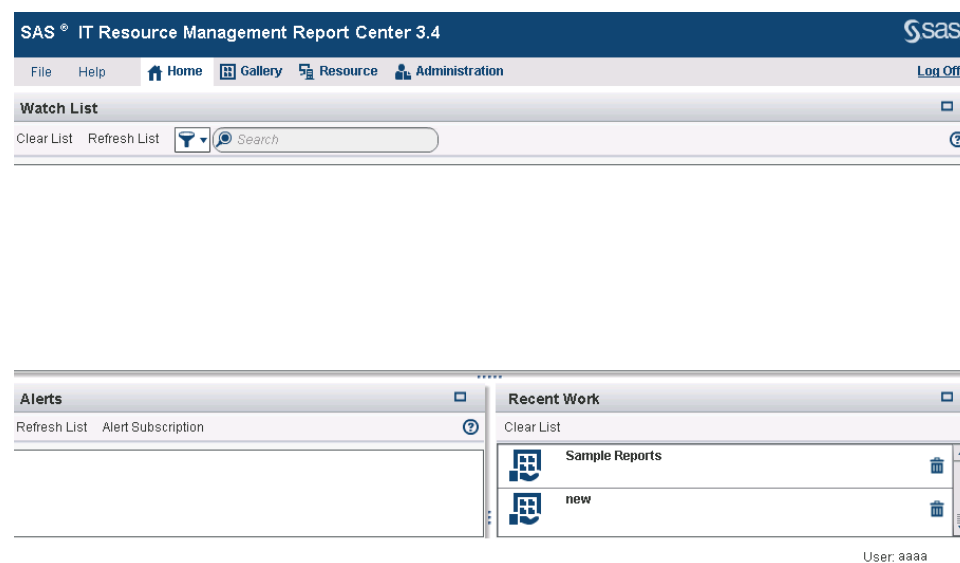 SAS ® IT Resource Management Report Center 3.4
sas
File Help Home Gallery Resource Administration Log Off
Watch List
Clear List Refresh List Search
Alerts
Refresh List Alert Subscription
Recent Work
Clear List
Sample Reports
new
User: aaaa